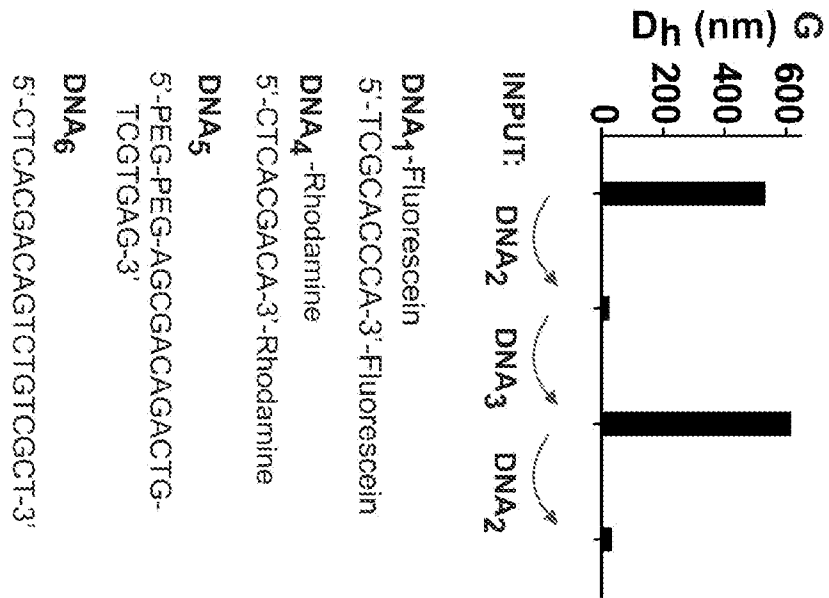 G
Dₕ (nm)
600
400
200
0
INPUT: DNA₂ DNA₃ DNA₂
DNA₁-Fluorescein
5'-TCGCACCCA-3'-Fluorescein
DNA₄-Rhodamine
5'-CTCACGACA-3'-Rhodamine
DNA₅
5'-PEG-PEG-AGCGACAGACTG-
TCGTGAG-3'
DNA₆
5'-CTCACGACAGTCTGTCGCT-3'